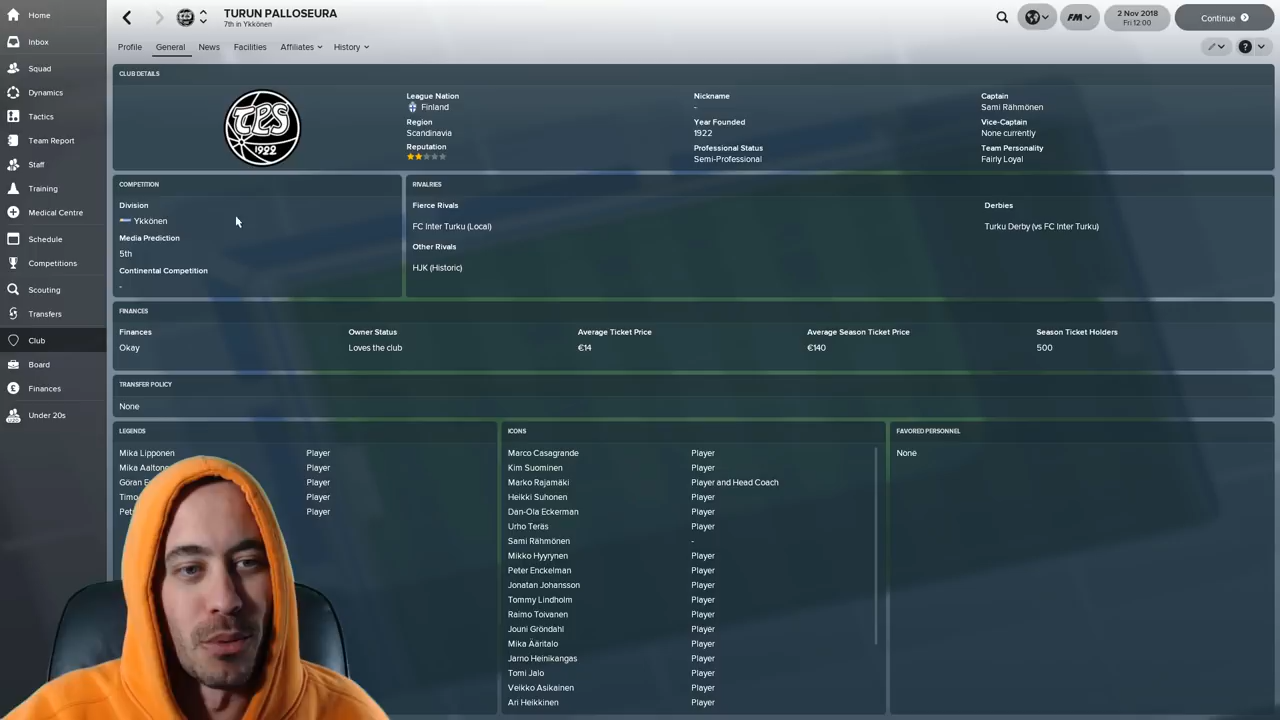 Home
Inbox
Squad
Dynamics
Tactics
Team Report
Staff
Training
Medical Centre
Schedule
Competitions
Scouting
Transfers
Club
Board
Finances
Under 20s
TURUN PALLOSEURA
7th in Ykkönen
FM
2 Nov 2018
Fri 12:00
Continue
Profile General News Facilities Affiliates History
?
CLUB DETAILS
TPS
1922
League Nation
Finland
Region
Scandinavia
Reputation
Nickname
-
Year Founded
1922
Professional Status
Semi-Professional
Captain
Sami Rähmönen
Vice-Captain
None currently
Team Personality
Fairly Loyal
COMPETITION
Division
Ykkönen
Media Prediction
5th
Continental Competition
-
RIVALRIES
Fierce Rivals
FC Inter Turku (Local)
Other Rivals
HJK (Historic)
Derbies
Turku Derby (vs FC Inter Turku)
FINANCES
Finances
Okay
Owner Status
Loves the club
Average Ticket Price
€14
Average Season Ticket Price
€140
Season Ticket Holders
500
TRANSFER POLICY
None
LEGENDS
Mika Lipponen Player
Mika Aalton Player
Göran E Player
Timo Player
Pet Player
ICONS
Marco Casagrande Player
Kim Suominen Player
Marko Rajamäki Player and Head Coach
Heikki Suhonen Player
Dan-Ola Eckerman Player
Urho Teräs Player
Sami Rähmönen -
Mikko Hyyrynen Player
Peter Enckelman Player
Jonatan Johansson Player
Tommy Lindholm Player
Raimo Toivanen Player
Jouni Gröndahl Player
Mika Ääritalo Player
Jarno Heinikangas Player
Tomi Jalo Player
Veikko Asikainen Player
Ari Heikkinen Player
FAVORED PERSONNEL
None